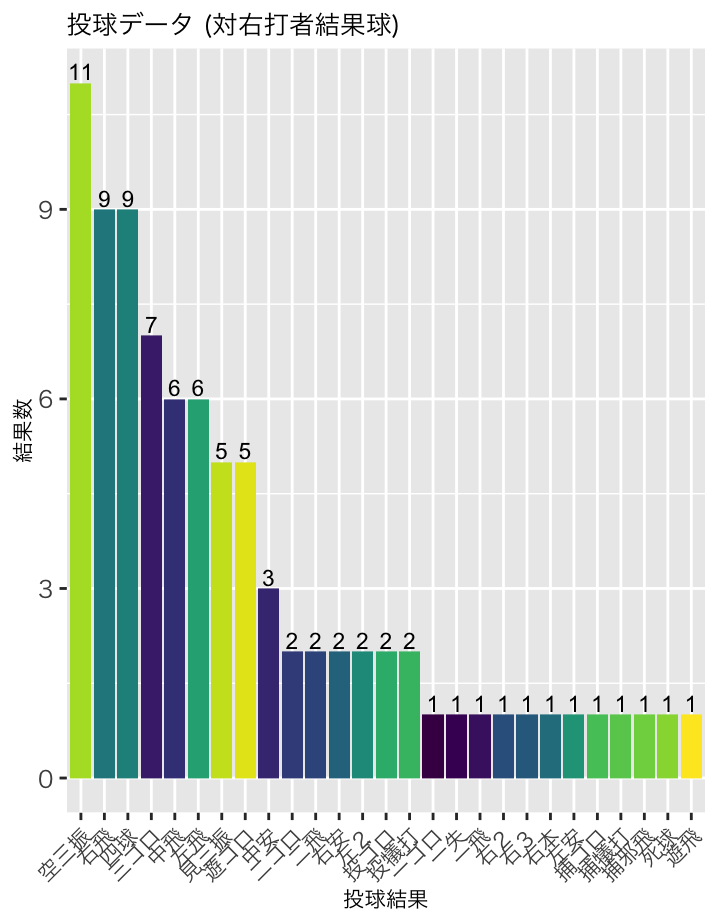 投球データ (対右打者結果球)
結果数
9
6
3
0
11
9
9
7
6
6
5
5
3
2
2
2
2
2
2
1
1
1
1
1
1
1
1
1
1
1
1
空三振
右飛
四球
三ゴロ
中飛
左飛
見三振
遊ゴロ
中安
二ゴロ
二飛
右安
左2
投ゴロ
投犠打
一ゴロ
一失
一飛
右2
右3
右本
左安
捕ゴロ
捕犠打
捕邪飛
死球
遊飛
投球結果